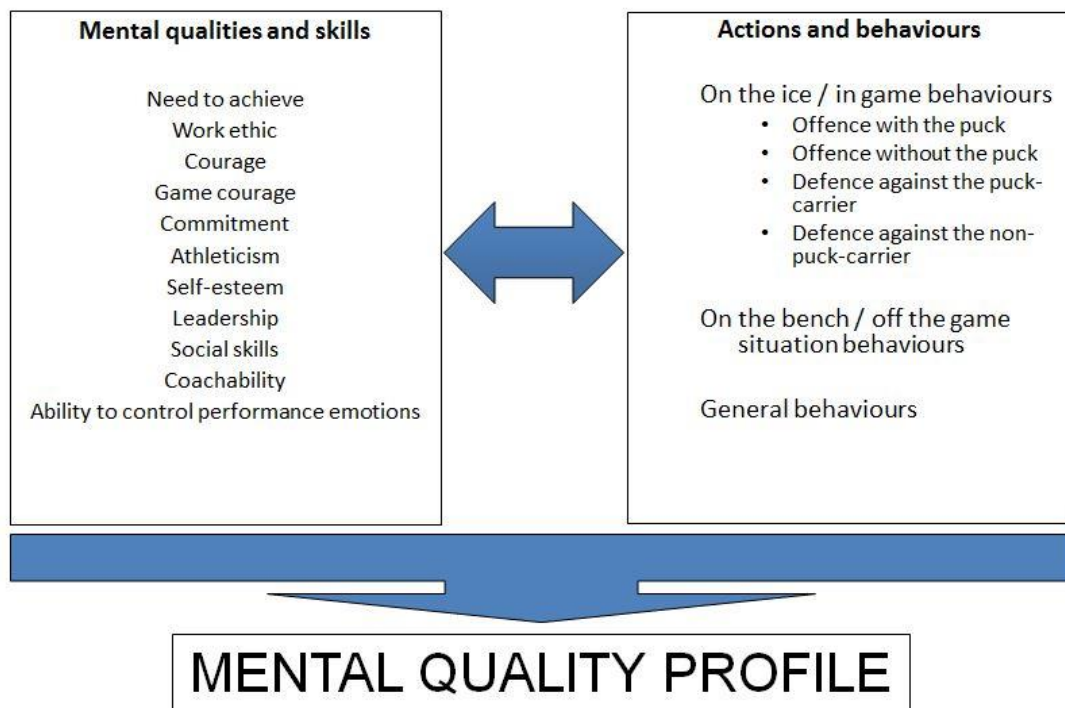 Mental qualities and skills
Need to achieve
Work ethic
Courage
Game courage
Commitment
Athleticism
Self-esteem
Leadership
Social skills
Coachability
Ability to control performance emotions
Actions and behaviours
On the ice / in game behaviours
• Offence with the puck
• Offence without the puck
• Defence against the puck-
carrier
• Defence against the non-
puck-carrier
On the bench / off the game
situation behaviours
General behaviours
MENTAL QUALITY PROFILE